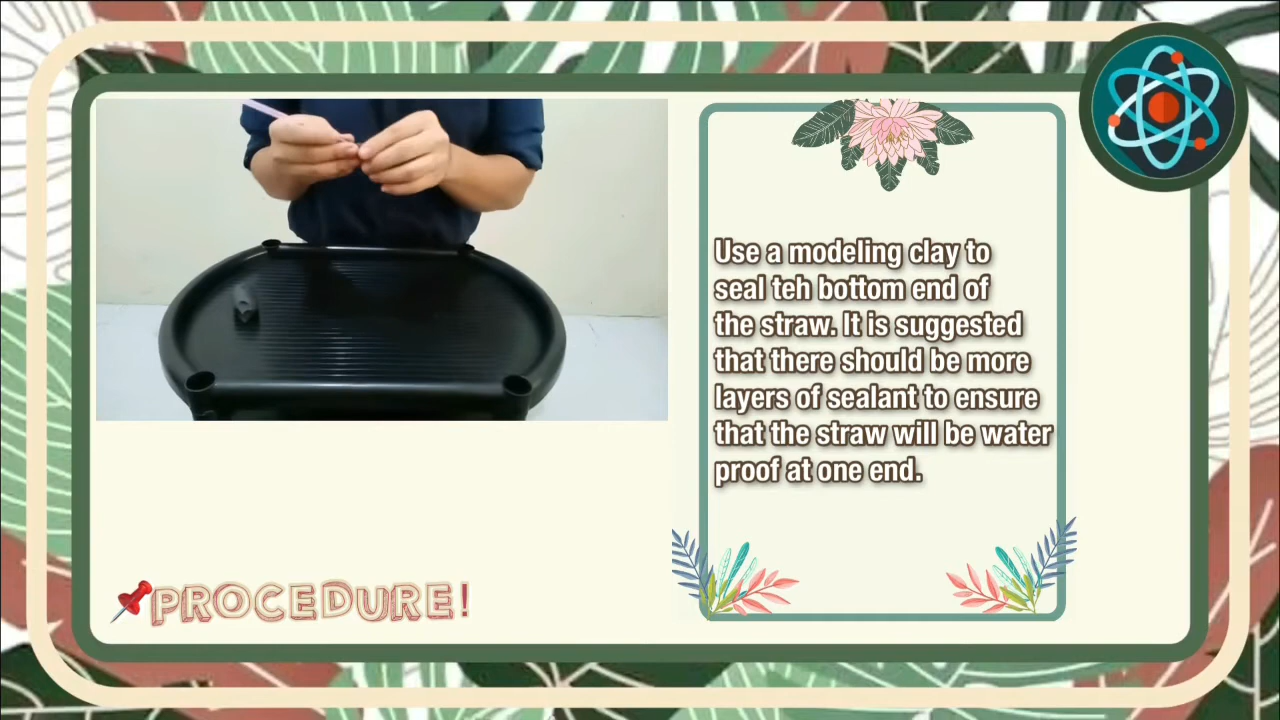 Use a modeling clay to
seal teh bottom end of
the straw. It is suggested
that there should be more
layers of sealant to ensure
that the straw will be water
proof at one end.
PROCEDURE!